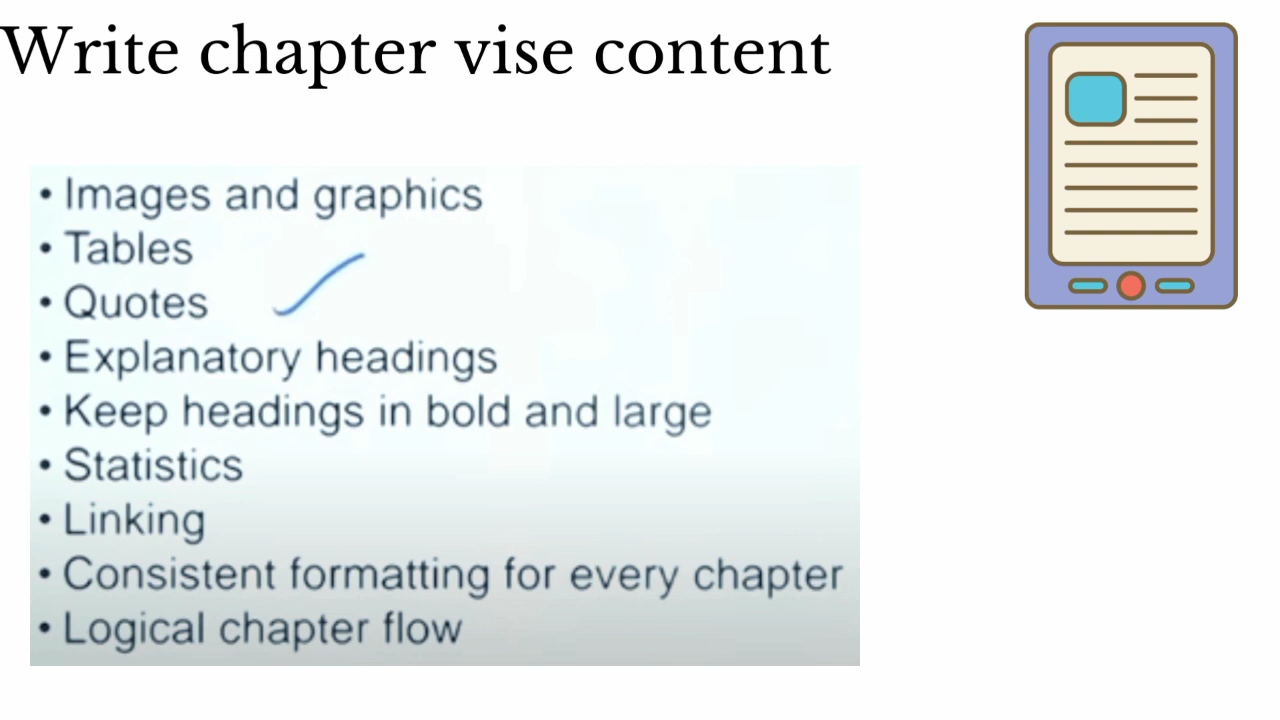 Write chapter vise content
• Images and graphics
• Tables
• Quotes
• Explanatory headings
• Keep headings in bold and large
• Statistics
• Linking
• Consistent formatting for every chapter
• Logical chapter flow